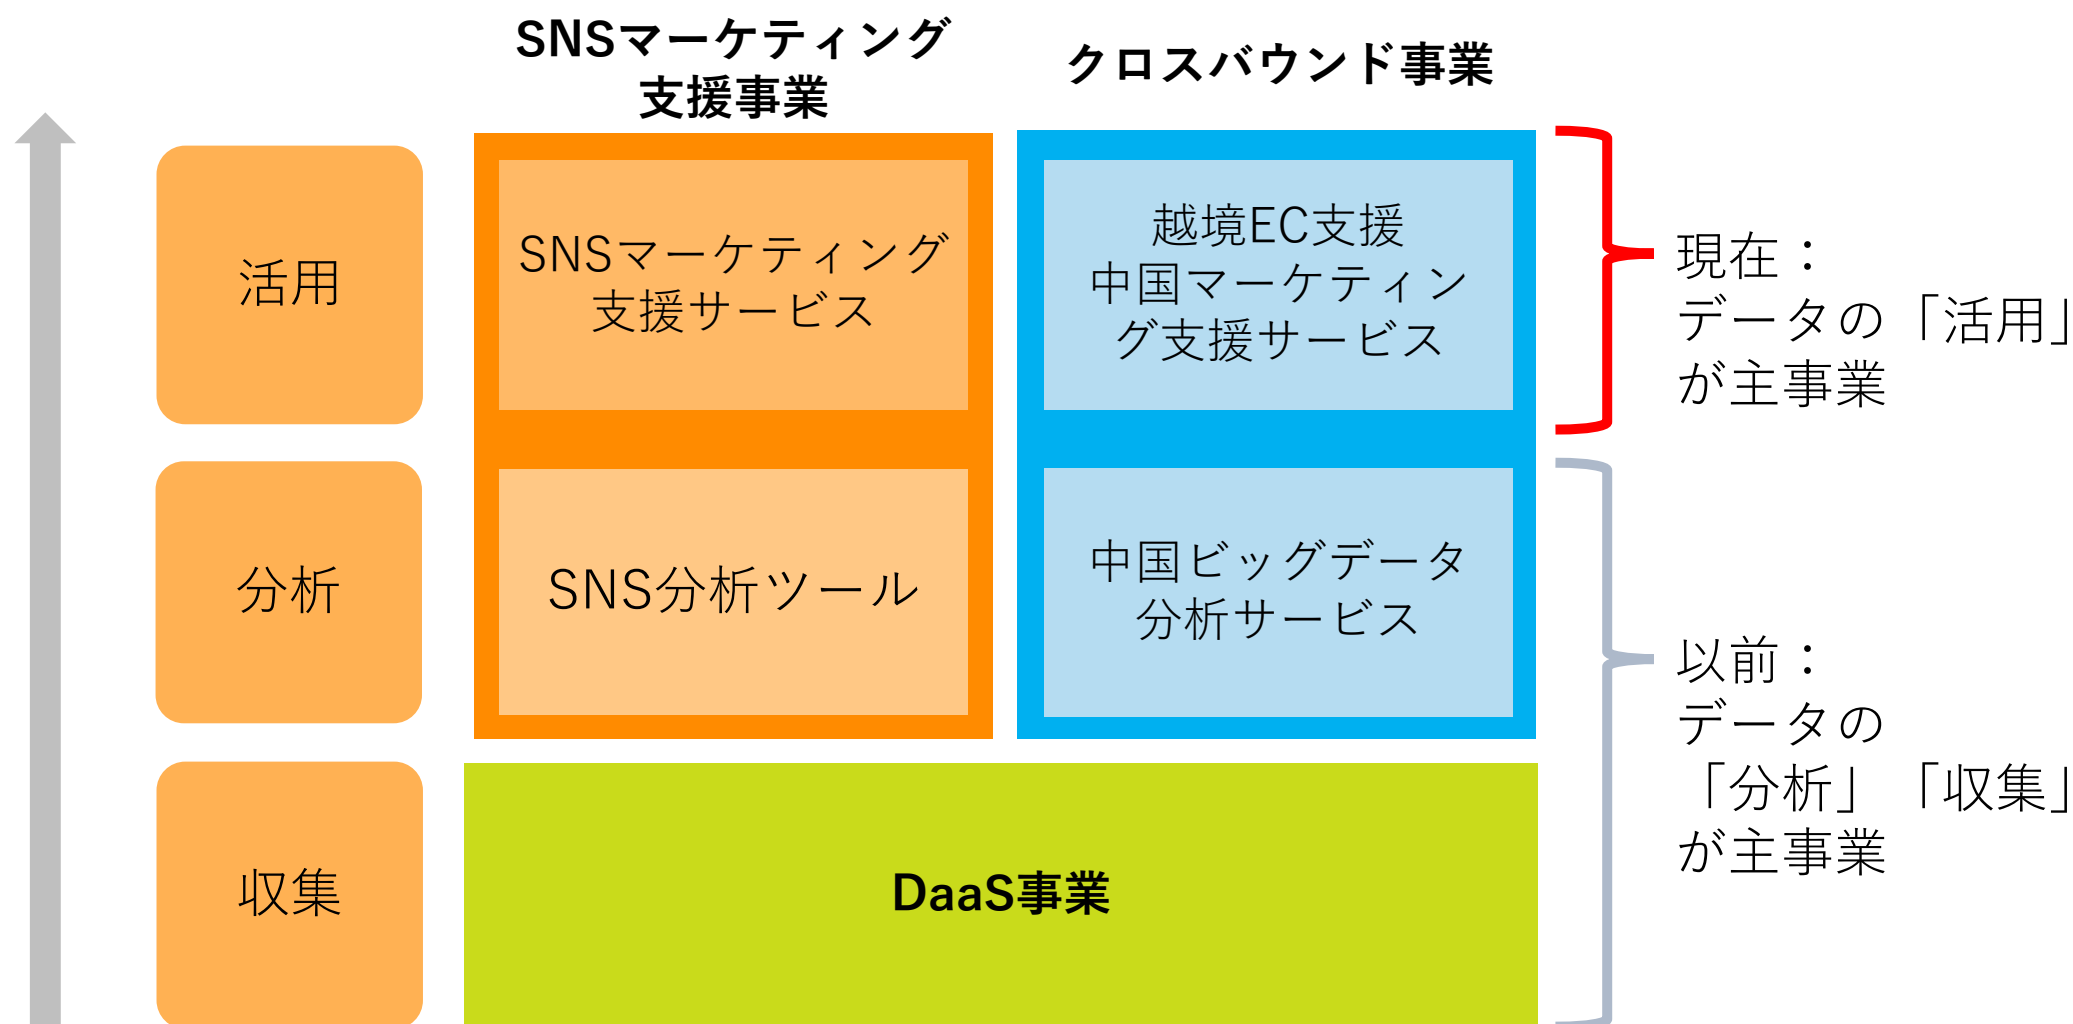 SNSマーケティング
支援事業
クロスバウンド事業
活用
SNSマーケティング
支援サービス
越境EC支援
中国マーケティン
グ支援サービス
現在：
データの「活用」
が主事業
分析
SNS分析ツール
中国ビッグデータ
分析サービス
以前：
データの
「分析」「収集」
が主事業
収集
DaaS事業